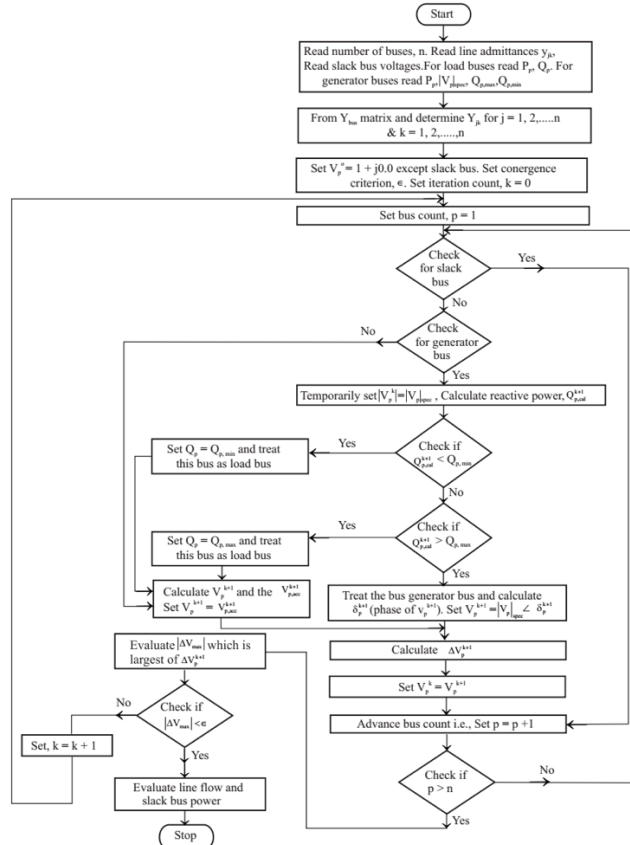 Start
Read number of buses, n. Read line admittances y_jk,
Read slack bus voltages.For load buses read P_p, Q_p. For
generator buses read P_p,|V_p|_spec, Q_p,max,Q_p,min
From Y_bus matrix and determine Y_jk for j = 1, 2,.....n
& k = 1, 2,.....,n
Set V_p^o = 1 + j0.0 except slack bus. Set conergence
criterion, ∈. Set iteration count, k = 0
Set bus count, p = 1
Check
for slack
bus
Yes
No
Check
for generator
bus
No
Yes
Temporarily set|V_p^k|=|V_p|_spec , Calculate reactive power, Q_p,cal^k+1
Check if
Q_p,cal^k+1 < Q_p, min
Yes
Set Q_p = Q_p, min and treat
this bus as load bus
No
Check if
Q_p,cal^k+1 > Q_p, max
Yes
Set Q_p = Q_p, max and treat
this bus as load bus
Yes
Calculate V_p^k+1 and the V_p,acc^k+1
Set V_p^k+1 = V_p,acc^k+1
Treat the bus generator bus and calculate
δ_p^k+1 (phase of v_p^k+1). Set V_p^k+1=|V_p|_spec ∠ δ_p^k+1
Calculate ΔV_p^k+1
Set V_p^k = V_p^k+1
Advance bus count i.e., Set p = p +1
Check if
p > n
No
Yes
Evaluate |ΔV_max| which is
largest of ΔV_p^k+1
Check if
|ΔV_max| <∈
No
Set, k = k + 1
Yes
Evaluate line flow and
slack bus power
Stop